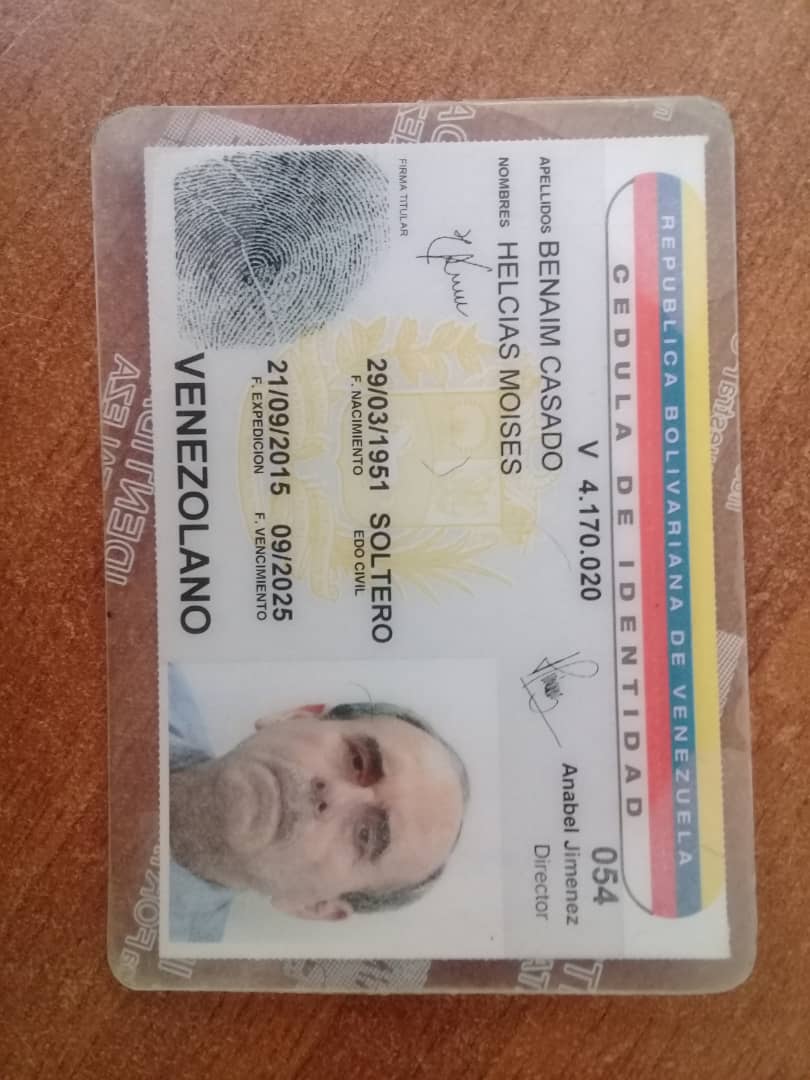 REPUBLICA BOLIVARIANA DE VENEZUELA
CEDULA DE IDENTIDAD
V 4.170.020
054
APELLIDOS BENAIM CASADO
Anabel Jimenez
NOMBRES HELCIAS MOISES
Director
FIRMA TITULAR
29/03/1951 SOLTERO
F. NACIMIENTO EDO CIVIL
21/09/2015 09/2025
F. EXPEDICION F. VENCIMIENTO
VENEZOLANO